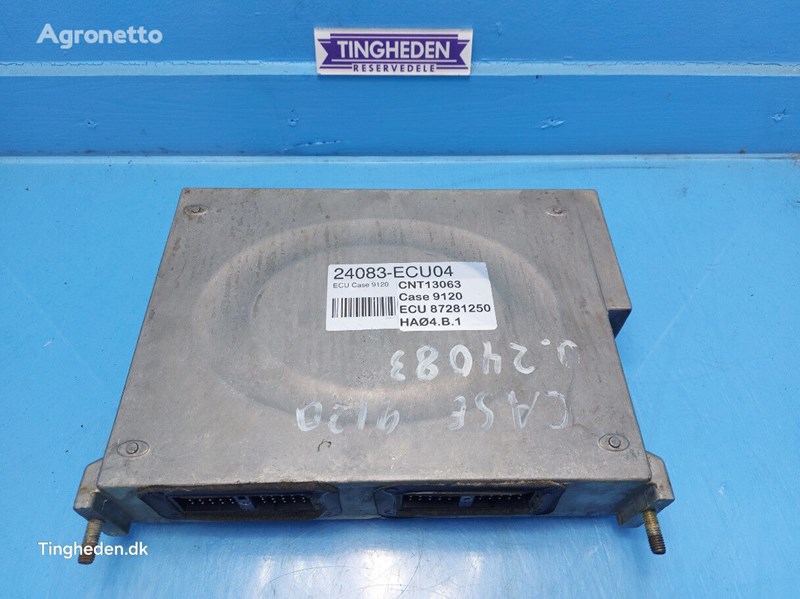 Agronetto
TINGHEDEN
RESERVEDELE
24083-ECU04
ECU Case 9120
CNT13063
Case 9120
ECU 87281250
HAØ4.B.1
CASE 9120
J.24083
Tingheden.dk